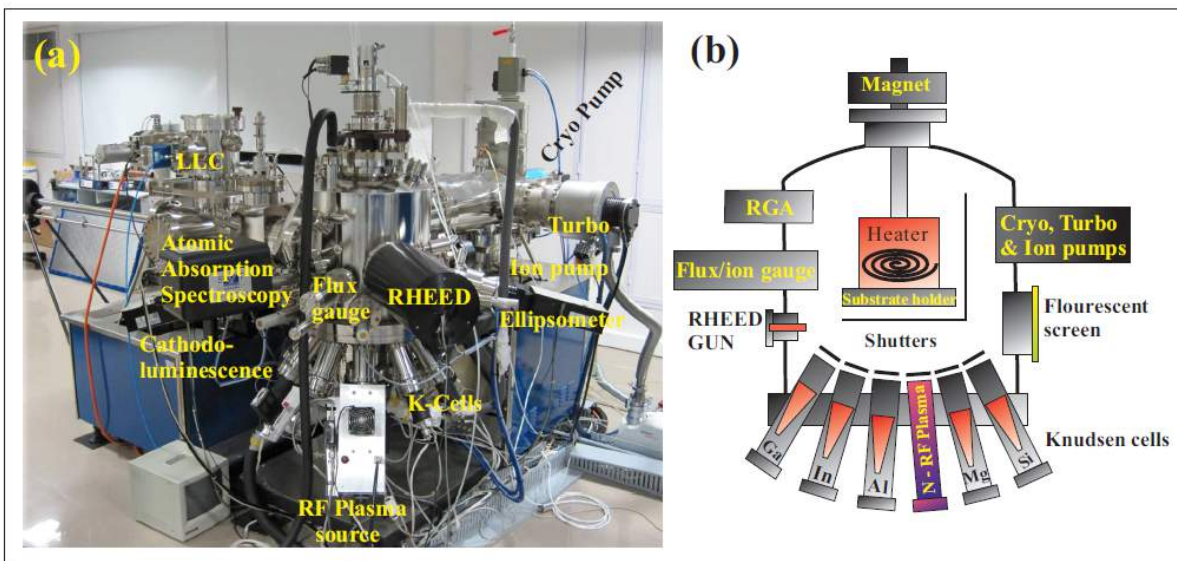 (a)
LLC
Cryo Pump
Turbo
Atomic
Absorption
Spectroscopy
Flux
gauge
RHEED
Ion pump
Ellipsometer
Cathodo-
luminescence
K-Cells
RF Plasma
source
(b)
Magnet
RGA
Heater
Cryo, Turbo
& Ion pumps
Flux/ion gauge
Substrate holder
RHEED
GUN
Flourescent
screen
Shutters
Ga
In
Al
N - RF Plasma
Mg
Si
Knudsen cells